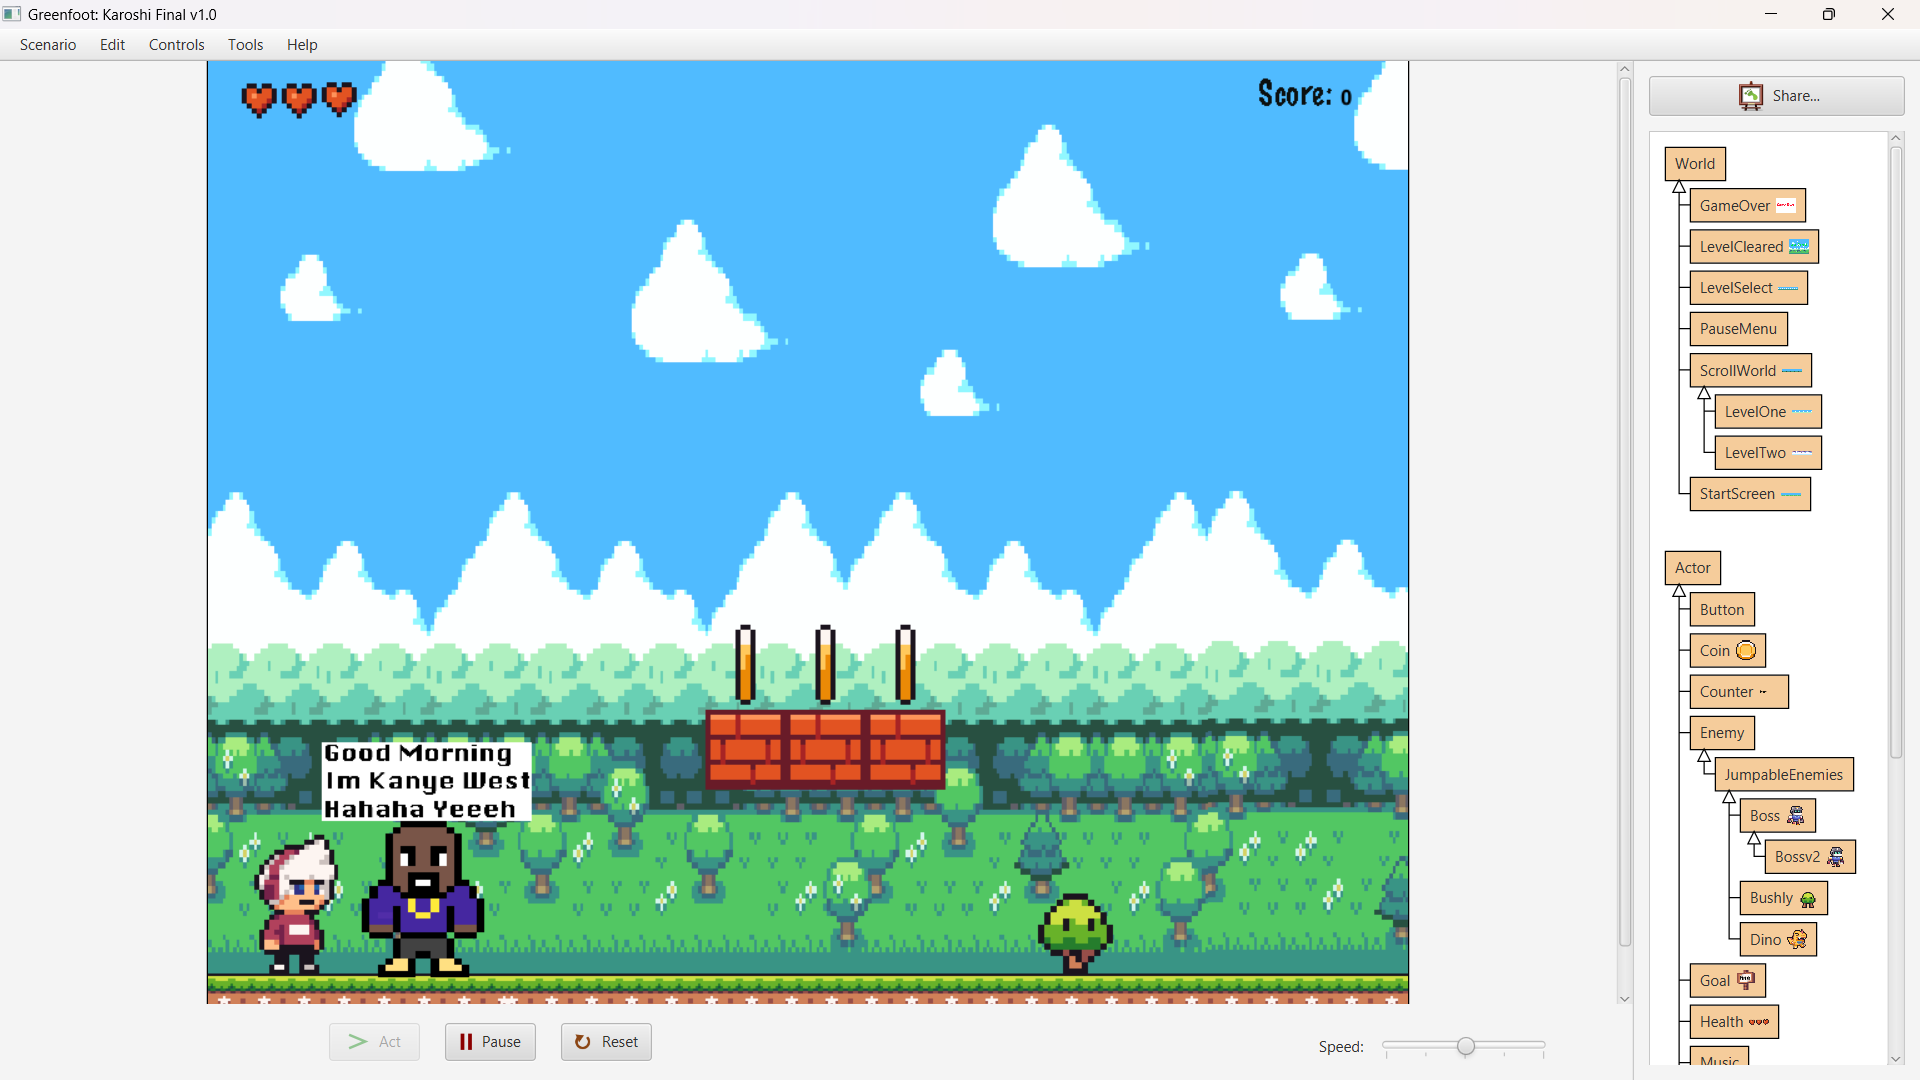 Greenfoot: Karoshi Final v1.0
Scenario Edit Controls Tools Help
Score: 0
Share...
World
GameOver
LevelCleared
LevelSelect
PauseMenu
ScrollWorld
LevelOne
LevelTwo
StartScreen
Actor
Button
Coin
Counter
Enemy
JumpableEnemies
Boss
Bossv2
Bushly
Dino
Goal
Health
Music
Good Morning
Im Kanye West
Hahaha Yeeeh
Act Pause Reset Speed: